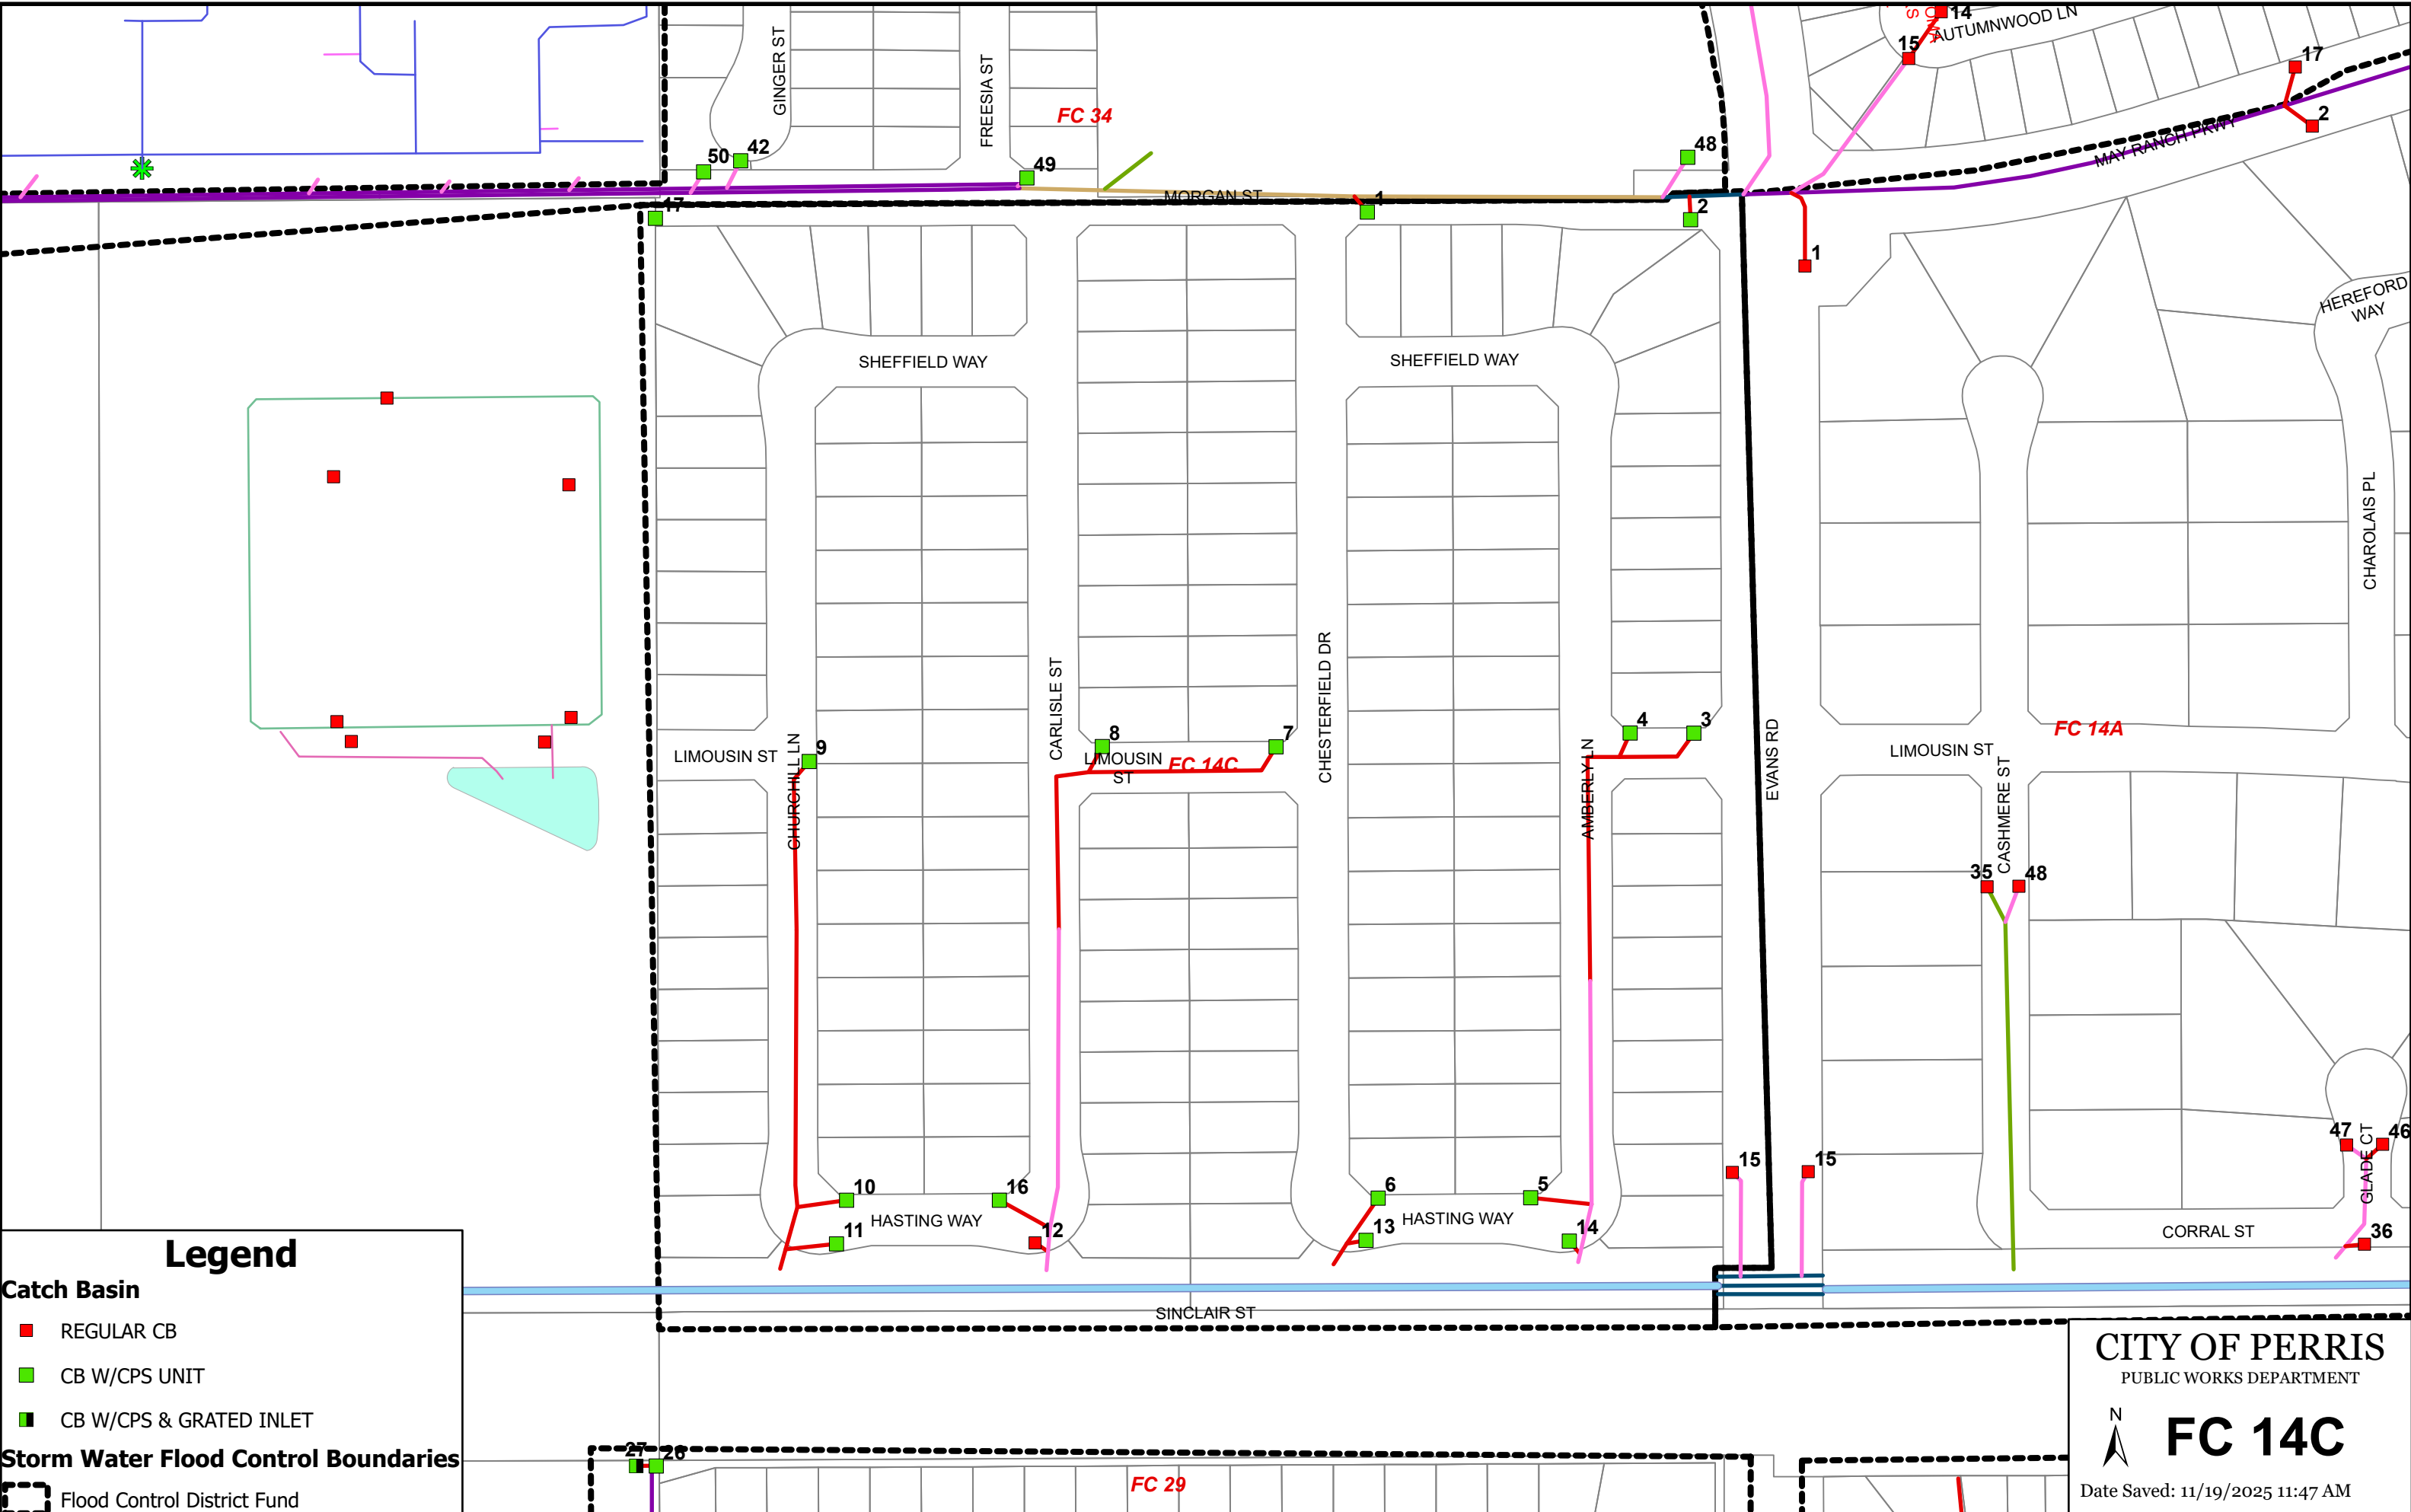 GINGER ST
FREESIA ST
FC 34
50
42
49
48
14
AUTUMNWOOD LN
15
17
2
MAY RANCH PKWY
MORGAN ST
17
1
2
1
HEREFORD
WAY
SHEFFIELD WAY
SHEFFIELD WAY
CHAROLAIS PL
CARLISLE ST
CHESTERFIELD DR
EVANS RD
FC 14A
LIMOUSIN ST
CHURCHILL LN
9
8
LIMOUSIN
ST
FC 14C
7
AMBERLY LN
4
3
LIMOUSIN ST
CASHMERE ST
35
48
47
46
GLADE CT
15
15
10
16
6
5
HASTING WAY
HASTING WAY
11
12
13
14
CORRAL ST
36
SINCLAIR ST
27
26
FC 29
Legend
Catch Basin
REGULAR CB
CB W/CPS UNIT
CB W/CPS & GRATED INLET
Storm Water Flood Control Boundaries
Flood Control District Fund
CITY OF PERRIS
PUBLIC WORKS DEPARTMENT
N
FC 14C
Date Saved: 11/19/2025 11:47 AM